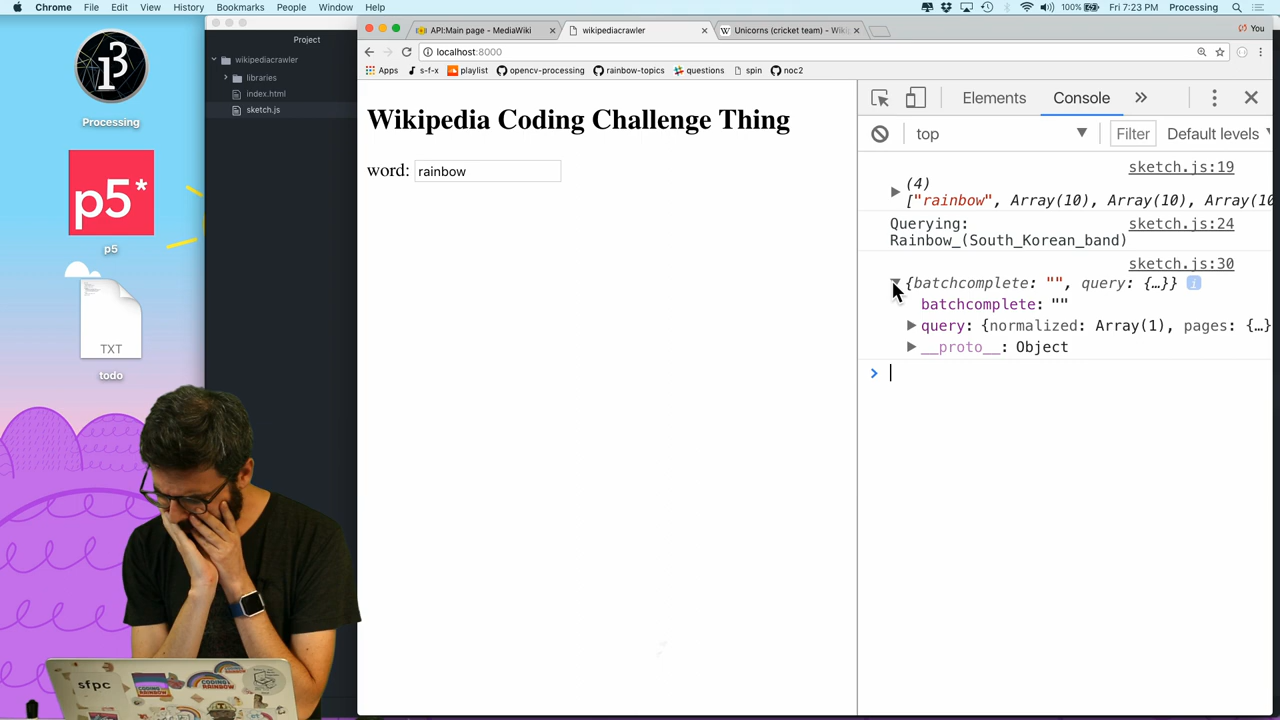 Chrome File Edit View History Bookmarks People Window Help 100% Fri 7:23 PM Processing
Processing
p5*
p5
TXT
todo
Project
wikipediacrawler
libraries
index.html
sketch.js
API:Main page - MediaWiki
wikipediacrawler
Unicorns (cricket team) - Wiki
You
localhost:8000
Apps s-f-x playlist opencv-processing rainbow-topics questions spin noc2
Wikipedia Coding Challenge Thing
word: rainbow
Elements Console »
top Filter Default levels
sketch.js:19
(4)
["rainbow", Array(10), Array(10), Array(10
Querying: sketch.js:24
Rainbow_(South_Korean_band)
sketch.js:30
{batchcomplete: "", query: {…}} i
batchcomplete: ""
query: {normalized: Array(1), pages: {…}
__proto__: Object
>
sfpc
CODING
RAINBOW
CODING
RAINBOW